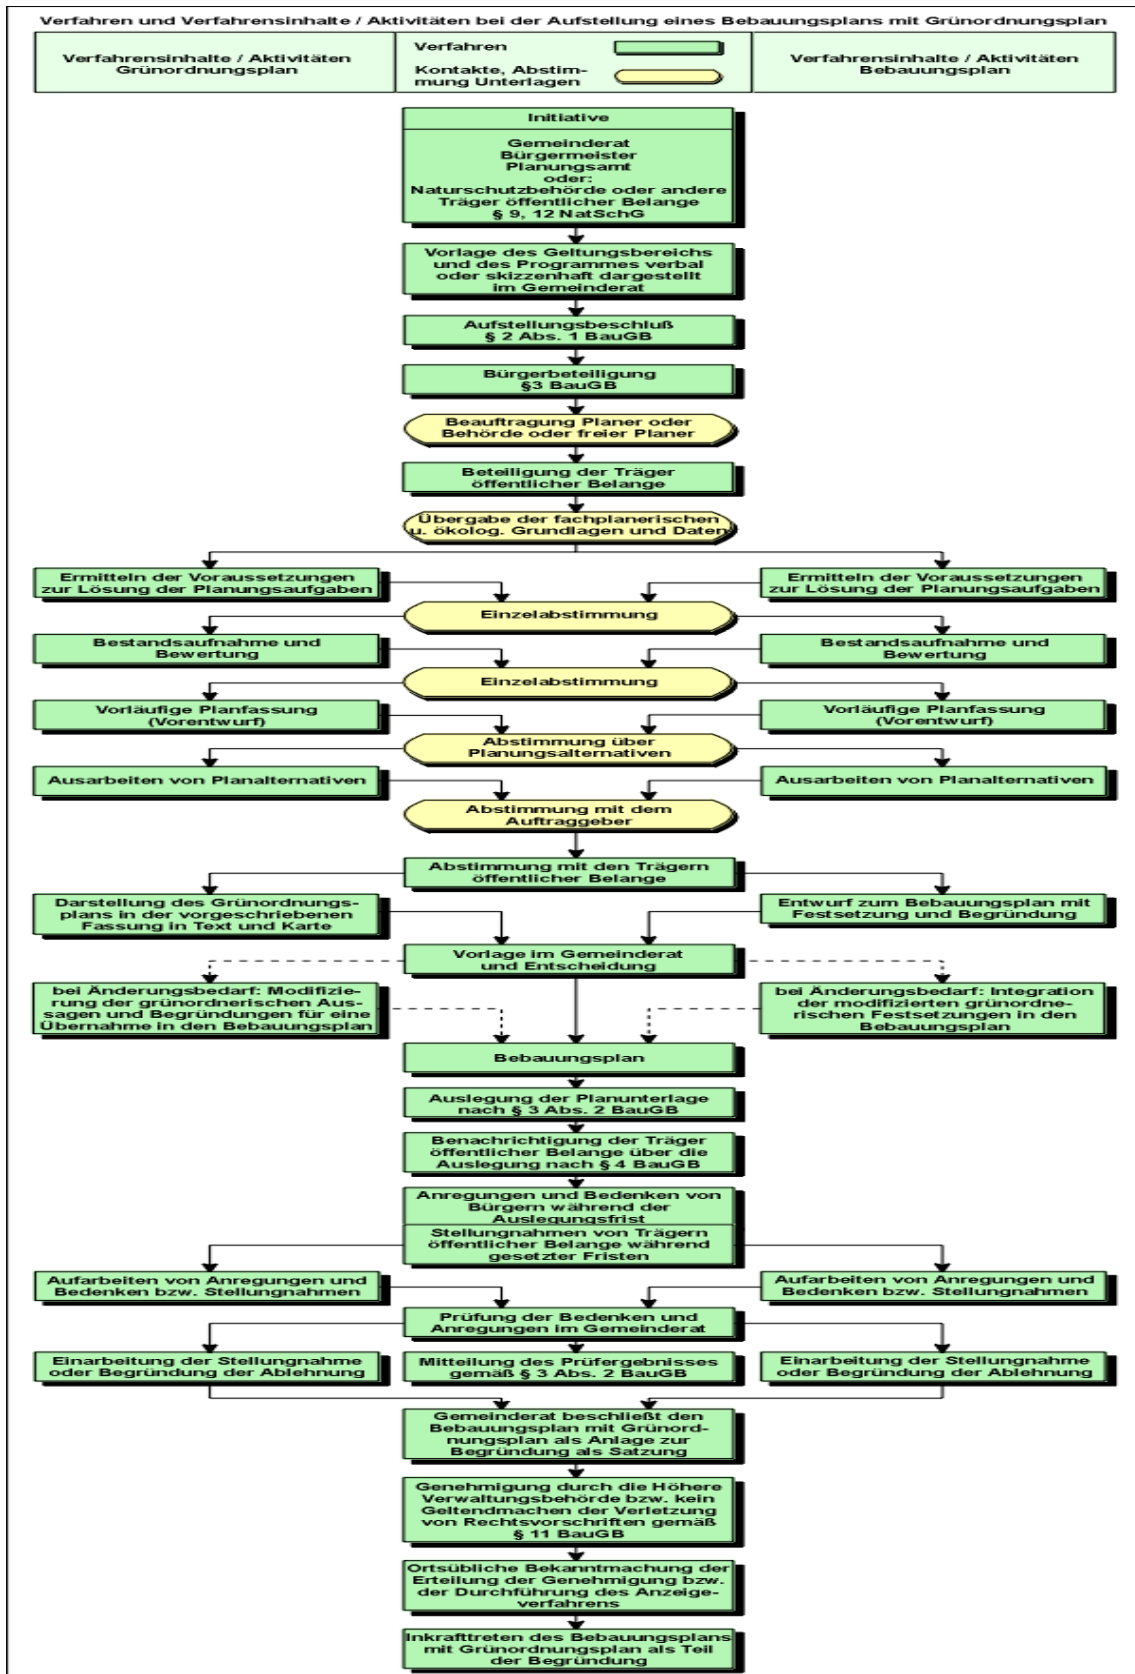 Verfahren und Verfahrensinhalte / Aktivitäten bei der Aufstellung eines Bebauungsplans mit Grünordnungsplan
Verfahrensinhalte / Aktivitäten
Grünordnungsplan
Verfahren
Kontakte, Abstim-
mung Unterlagen
Verfahrensinhalte / Aktivitäten
Bebauungsplan
Initiative
Gemeinderat
Bürgermeister
Planungsamt
oder:
Naturschutzbehörde oder andere
Träger öffentlicher Belange
§ 9, 12 NatSchG
Vorlage des Geltungsbereichs
und des Programmes verbal
oder skizzenhaft dargestellt
im Gemeinderat
Aufstellungsbeschluß
§ 2 Abs. 1 BauGB
Bürgerbeteiligung
§3 BauGB
Beauftragung Planer oder
Behörde oder freier Planer
Beteiligung der Träger
öffentlicher Belange
Übergabe der fachplanerischen
u. ökolog. Grundlagen und Daten
Ermitteln der Voraussetzungen
zur Lösung der Planungsaufgaben
Ermitteln der Voraussetzungen
zur Lösung der Planungsaufgaben
Einzelabstimmung
Bestandsaufnahme und
Bewertung
Bestandsaufnahme und
Bewertung
Einzelabstimmung
Vorläufige Planfassung
(Vorentwurf)
Vorläufige Planfassung
(Vorentwurf)
Abstimmung über
Planungsalternativen
Ausarbeiten von Planalternativen
Ausarbeiten von Planalternativen
Abstimmung mit dem
Auftraggeber
Abstimmung mit den Trägern
öffentlicher Belange
Darstellung des Grünordnungs-
plans in der vorgeschriebenen
Fassung in Text und Karte
Entwurf zum Bebauungsplan mit
Festsetzung und Begründung
Vorlage im Gemeinderat
und Entscheidung
bei Änderungsbedarf: Modifizie-
rung der grünordnerischen Aus-
sagen und Begründungen für eine
Übernahme in den Bebauungsplan
bei Änderungsbedarf: Integration
der modifizierten grünordne-
rischen Festsetzungen in den
Bebauungsplan
Bebauungsplan
Auslegung der Planunterlage
nach § 3 Abs. 2 BauGB
Benachrichtigung der Träger
öffentlicher Belange über die
Auslegung nach § 4 BauGB
Anregungen und Bedenken von
Bürgern während der
Auslegungsfrist
Stellungnahmen von Trägern
öffentlicher Belange während
gesetzter Fristen
Aufarbeiten von Anregungen und
Bedenken bzw. Stellungnahmen
Aufarbeiten von Anregungen und
Bedenken bzw. Stellungnahmen
Prüfung der Bedenken und
Anregungen im Gemeinderat
Einarbeitung der Stellungnahme
oder Begründung der Ablehnung
Mitteilung des Prüfergebnisses
gemäß § 3 Abs. 2 BauGB
Einarbeitung der Stellungnahme
oder Begründung der Ablehnung
Gemeinderat beschließt den
Bebauungsplan mit Grünord-
nungsplan als Anlage zur
Begründung als Satzung
Genehmigung durch die Höhere
Verwaltungsbehörde bzw. kein
Geltendmachen der Verletzung
von Rechtsvorschriften gemäß
§ 11 BauGB
Ortsübliche Bekanntmachung der
Erteilung der Genehmigung bzw.
der Durchführung des Anzeige-
verfahrens
Inkrafttreten des Bebauungsplans
mit Grünordnungsplan als Teil
der Begründung